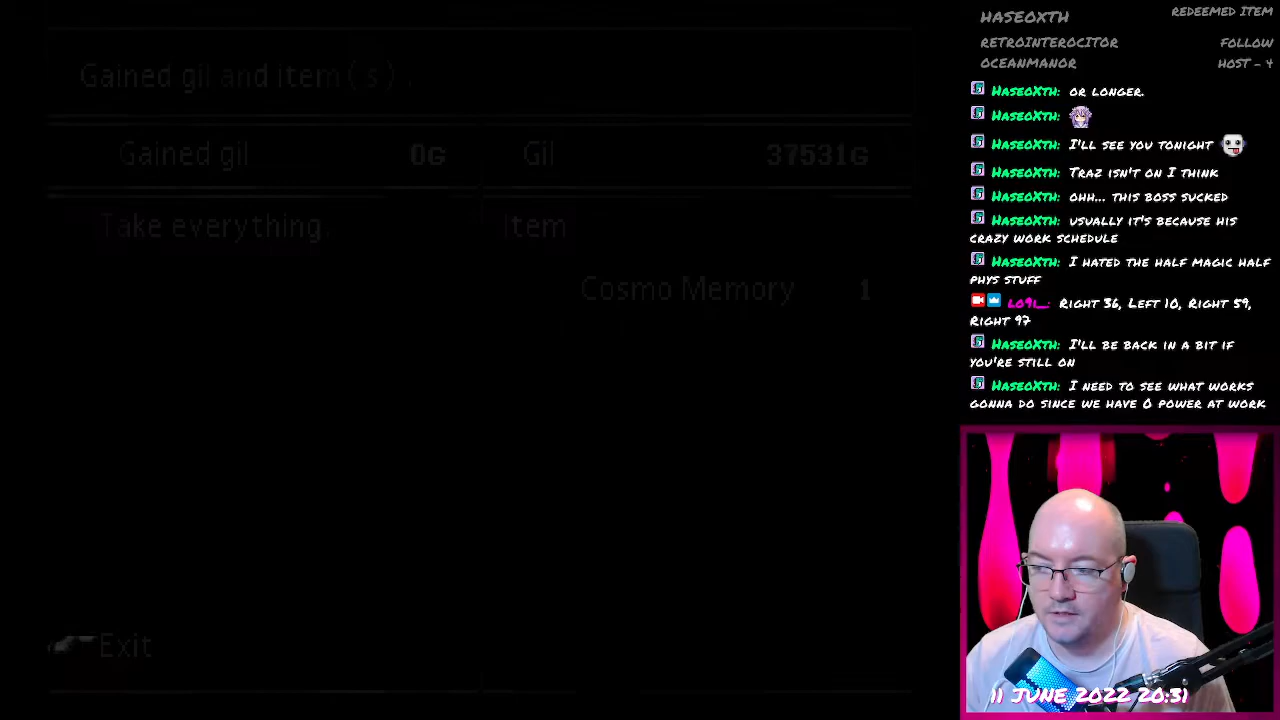 Gained gil and item(s).
Gained gil 0G Gil 37531G
Take everything Item
Cosmo Memory 1
Exit
HASEOXTH REDEEMED ITEM
RETROINTEROCITOR FOLLOW
OCEANMANOR HOST - 4
HASEOXTH: OR LONGER.
HASEOXTH:
HASEOXTH: I'LL SEE YOU TONIGHT
HASEOXTH: TRAZ ISN'T ON I THINK
HASEOXTH: OHH... THIS BOSS SUCKED
HASEOXTH: USUALLY IT'S BECAUSE HIS
CRAZY WORK SCHEDULE
HASEOXTH: I HATED THE HALF MAGIC HALF
PHYS STUFF
LO9I_: RIGHT 36, LEFT 10, RIGHT 59,
RIGHT 97
HASEOXTH: I'LL BE BACK IN A BIT IF
YOU'RE STILL ON
HASEOXTH: I NEED TO SEE WHAT WORKS
GONNA DO SINCE WE HAVE 0 POWER AT WORK
11 JUNE 2022 20:31